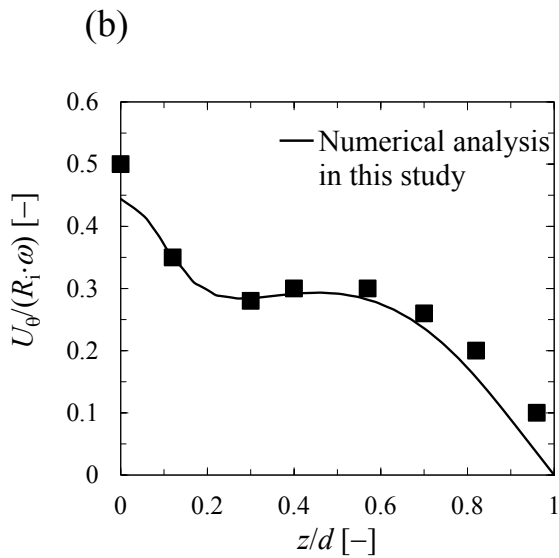 (b)
0.6
0.5
0.4
0.3
0.2
0.1
0
Uθ/(Ri·ω) [−]
Numerical analysis
in this study
0 0.2 0.4 0.6 0.8 1
z/d [−]